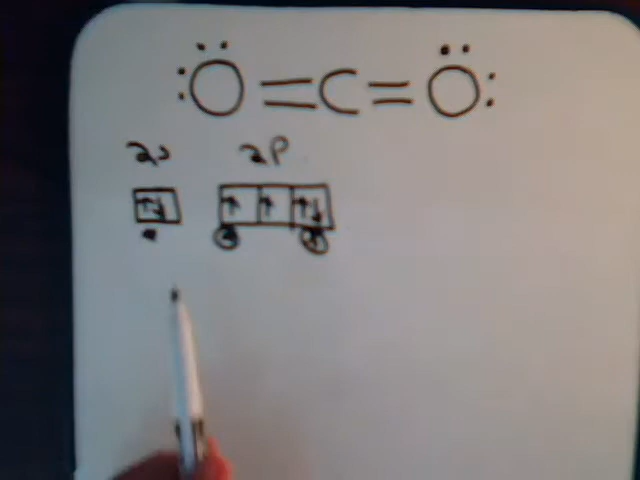 O = C = O
2s 2P